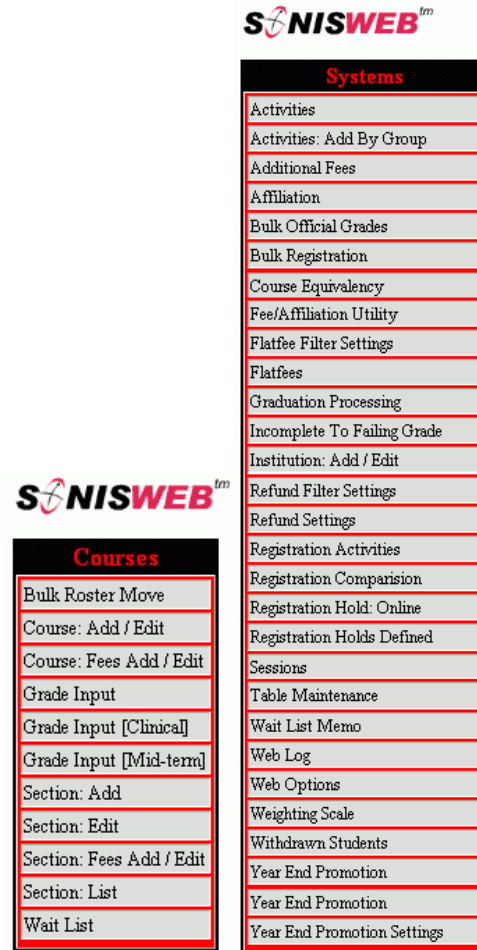 SONISWEB tm
Systems
Activities
Activities: Add By Group
Additional Fees
Affiliation
Bulk Official Grades
Bulk Registration
Course Equivalency
Fee/Affiliation Utility
Flatfee Filter Settings
Flatfees
Graduation Processing
Incomplete To Failing Grade
Institution: Add / Edit
Refund Filter Settings
Refund Settings
Registration Activities
Registration Comparision
Registration Hold: Online
Registration Holds Defined
Sessions
Table Maintenance
Wait List Memo
Web Log
Web Options
Weighting Scale
Withdrawn Students
Year End Promotion
Year End Promotion
Year End Promotion Settings
SONISWEB tm
Courses
Bulk Roster Move
Course: Add / Edit
Course: Fees Add / Edit
Grade Input
Grade Input [Clinical]
Grade Input [Mid-term]
Section: Add
Section: Edit
Section: Fees Add / Edit
Section: List
Wait List